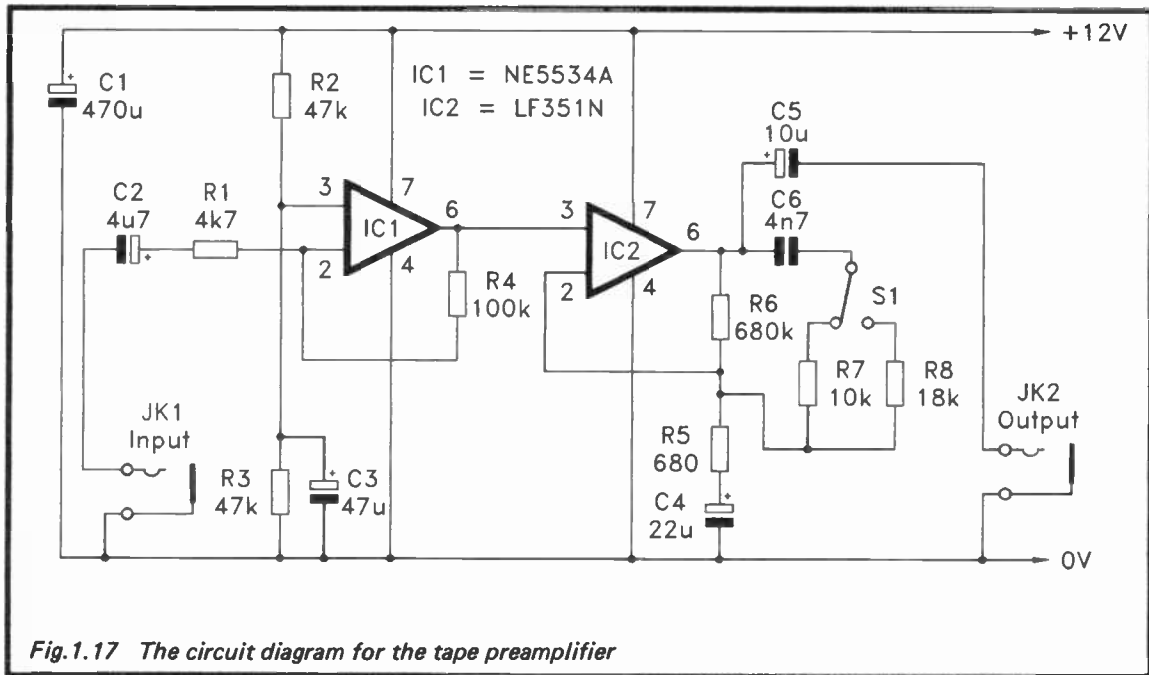 +12V
IC1 = NE5534A
IC2 = LF351N
C1
470u
R2
47k
C5
10u
+
C2
4u7
+
R1
4k7
3
7
IC1
6
2
4
R4
100k
3
7
IC2
6
2
4
C6
4n7
S1
R6
680k
R7
10k
R8
18k
JK1
Input
R3
47k
+
C3
47u
R5
680
+
C4
22u
JK2
Output
+
0V
Fig.1.17 The circuit diagram for the tape preamplifier